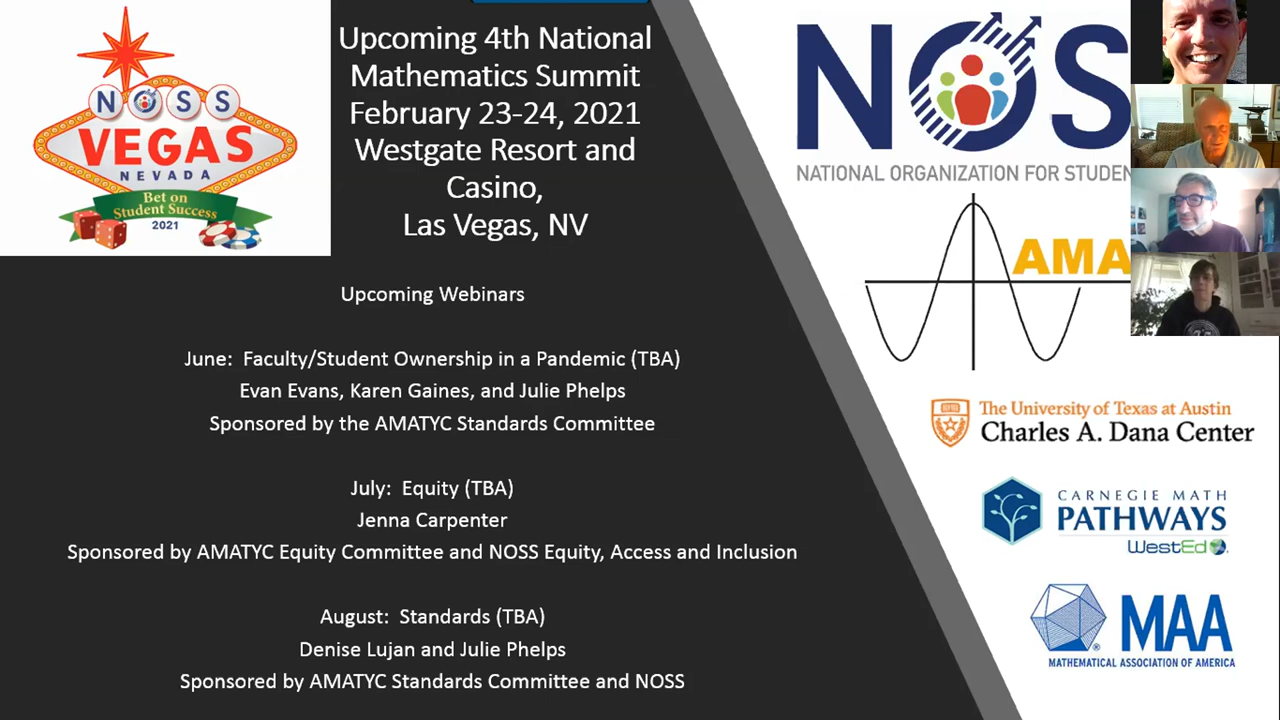 NOSS
VEGAS
NEVADA
Bet on
Student Success
2021
Upcoming 4th National
Mathematics Summit
February 23-24, 2021
Westgate Resort and
Casino,
Las Vegas, NV
Upcoming Webinars
June: Faculty/Student Ownership in a Pandemic (TBA)
Evan Evans, Karen Gaines, and Julie Phelps
Sponsored by the AMATYC Standards Committee
July: Equity (TBA)
Jenna Carpenter
Sponsored by AMATYC Equity Committee and NOSS Equity, Access and Inclusion
August: Standards (TBA)
Denise Lujan and Julie Phelps
Sponsored by AMATYC Standards Committee and NOSS
NOS
NATIONAL ORGANIZATION FOR STUDEN
AMA
The University of Texas at Austin
Charles A. Dana Center
CARNEGIE MATH
PATHWAYS
WestEd
MAA
MATHEMATICAL ASSOCIATION OF AMERICA